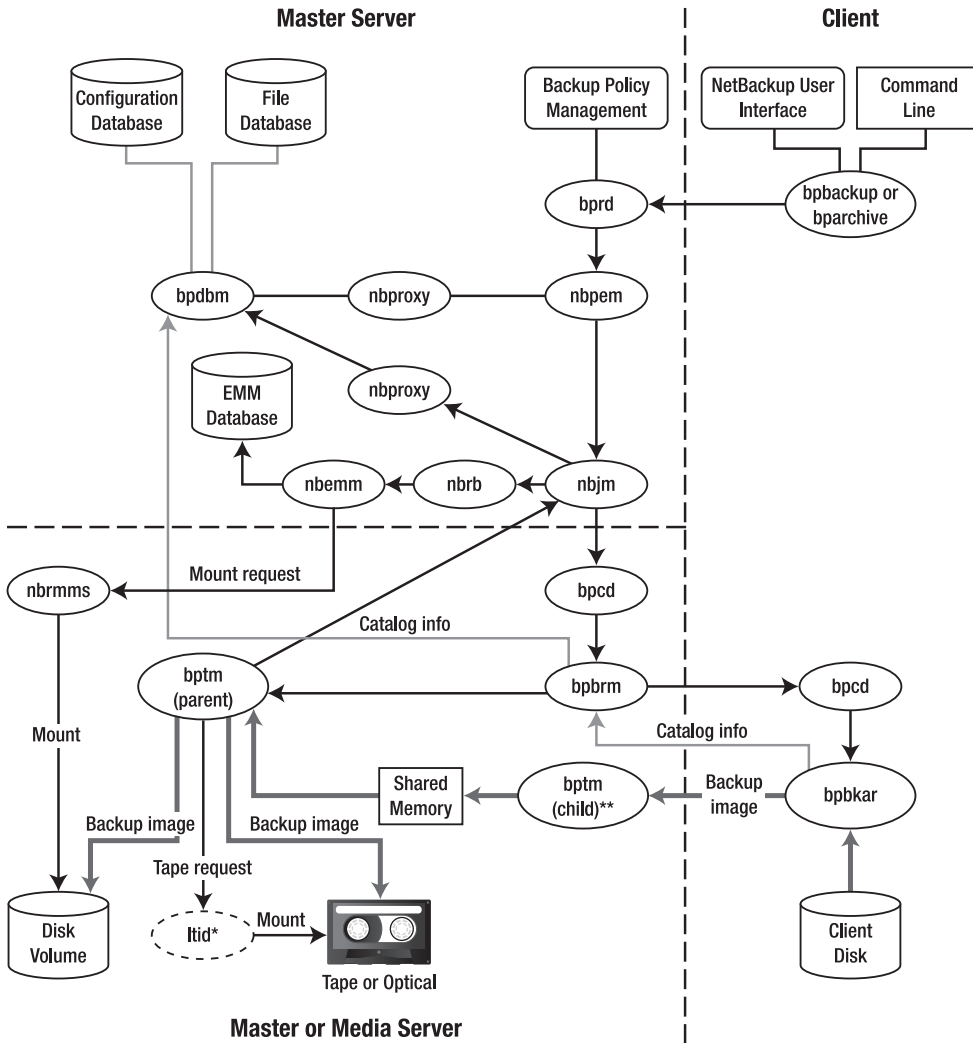 Master Server
Client
Configuration
Database
File
Database
Backup Policy
Management
NetBackup User
Interface
Command
Line
bprd
bpbackup or
bparchive
bpdbm
nbproxy
nbpem
EMM
Database
nbproxy
nbemm
nbrb
nbjm
nbrmms
Mount request
bpcd
Catalog info
bptm
(parent)
bpbrm
bpcd
Mount
Catalog info
Shared
Memory
bptm
(child)**
Backup
image
bpbkar
Backup image
Backup image
Tape request
Disk
Volume
ltid*
Mount
Client
Disk
Tape or Optical
Master or Media Server